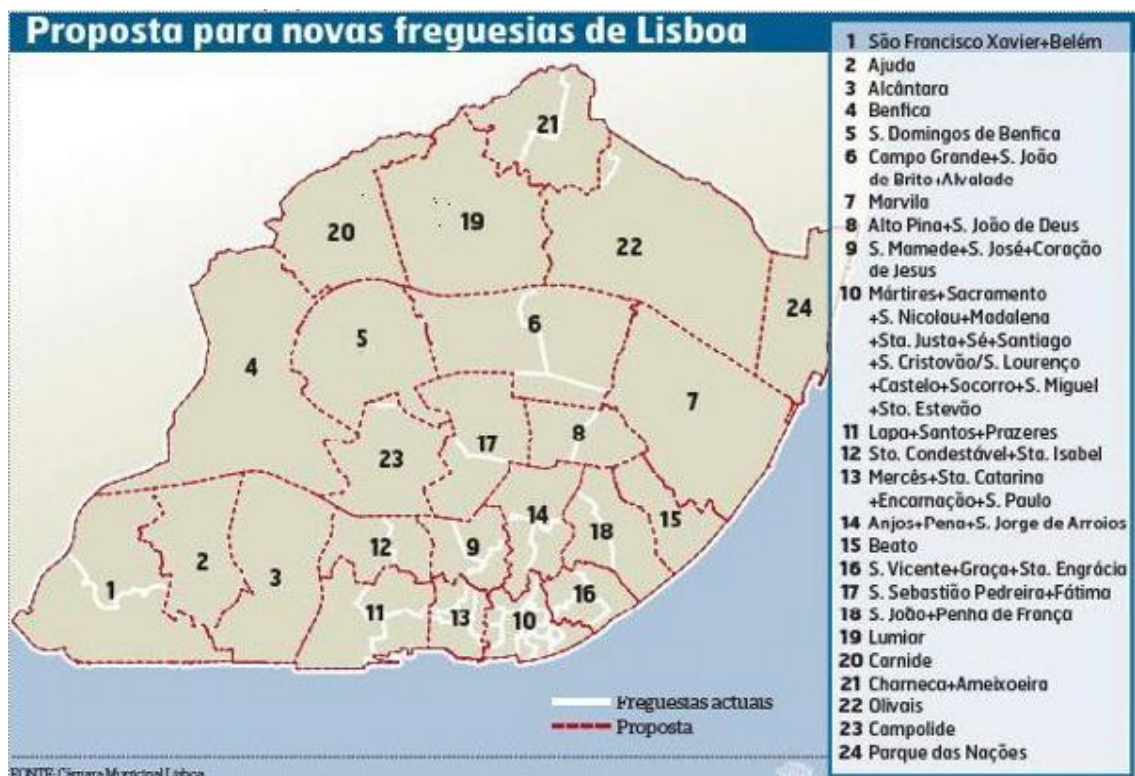 Proposta para novas freguesias de Lisboa
1 São Francisco Xavier+Belém
2 Ajuda
3 Alcântara
4 Benfica
5 S. Domingos de Benfica
6 Campo Grande+S. João
de Brito+Alvalade
7 Marvila
8 Alto Pina+S. João de Deus
9 S. Mamede+S. José+Coração
de Jesus
10 Mártires+Sacramento
+S. Nicolau+Madalena
+Sta. Justa+Sé+Santiago
+S. Cristovão/S. Lourenço
+Castelo+Socorro+S. Miguel
+Sto. Estevão
11 Lapa+Santos+Prazeres
12 Sto. Condestável+Sta. Isabel
13 Mercês+Sta. Catarina
+Encarnação+S. Paulo
14 Anjos+Pena+S. Jorge de Arroios
15 Beato
16 S. Vicente+Graça+Sta. Engrácia
17 S. Sebastião Pedreira+Fátima
18 S. João+Penha de França
19 Lumiar
20 Carnide
21 Charneca+Ameixoeira
22 Olivais
23 Campolide
24 Parque das Nações
21
20
19
22
24
6
5
4
7
8
17
23
14
18
15
12
9
2
3
1
11
13
10
16
Freguesias actuais
Proposta
FONTE: Câmara Municipal Lisboa